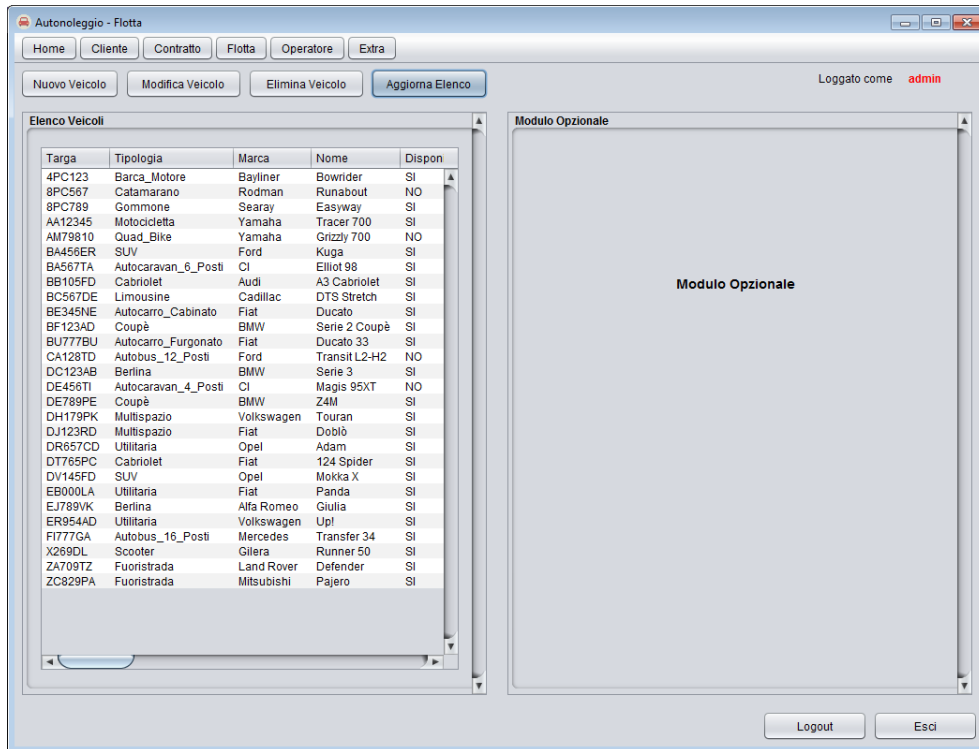 Autonoleggio - Flotta
Home Cliente Contratto Flotta Operatore Extra
Nuovo Veicolo Modifica Veicolo Elimina Veicolo Aggiorna Elenco Loggato come admin
Elenco Veicoli
Targa Tipologia Marca Nome Dispon
4PC123 Barca_Motore Bayliner Bowrider SI
8PC567 Catamarano Rodman Runabout NO
8PC789 Gommone Searay Easyway SI
AA12345 Motocicletta Yamaha Tracer 700 SI
AM79810 Quad_Bike Yamaha Grizzly 700 NO
BA456ER SUV Ford Kuga SI
BA567TA Autocaravan_6_Posti CI Elliot 98 SI
BB105FD Cabriolet Audi A3 Cabriolet SI
BC567DE Limousine Cadillac DTS Stretch SI
BE345NE Autocarro_Cabinato Fiat Ducato SI
BF123AD Coupè BMW Serie 2 Coupè SI
BU777BU Autocarro_Furgonato Fiat Ducato 33 SI
CA128TD Autobus_12_Posti Ford Transit L2-H2 NO
DC123AB Berlina BMW Serie 3 SI
DE456TI Autocaravan_4_Posti CI Magis 95XT NO
DE789PE Coupè BMW Z4M SI
DH179PK Multispazio Volkswagen Touran SI
DJ123RD Multispazio Fiat Doblò SI
DR657CD Utilitaria Opel Adam SI
DT765PC Cabriolet Fiat 124 Spider SI
DV145FD SUV Opel Mokka X SI
EB000LA Utilitaria Fiat Panda SI
EJ789VK Berlina Alfa Romeo Giulia SI
ER954AD Utilitaria Volkswagen Up! SI
FI777GA Autobus_16_Posti Mercedes Transfer 34 SI
X269DL Scooter Gilera Runner 50 SI
ZA709TZ Fuoristrada Land Rover Defender SI
ZC829PA Fuoristrada Mitsubishi Pajero SI
Modulo Opzionale
Modulo Opzionale
Logout Esci